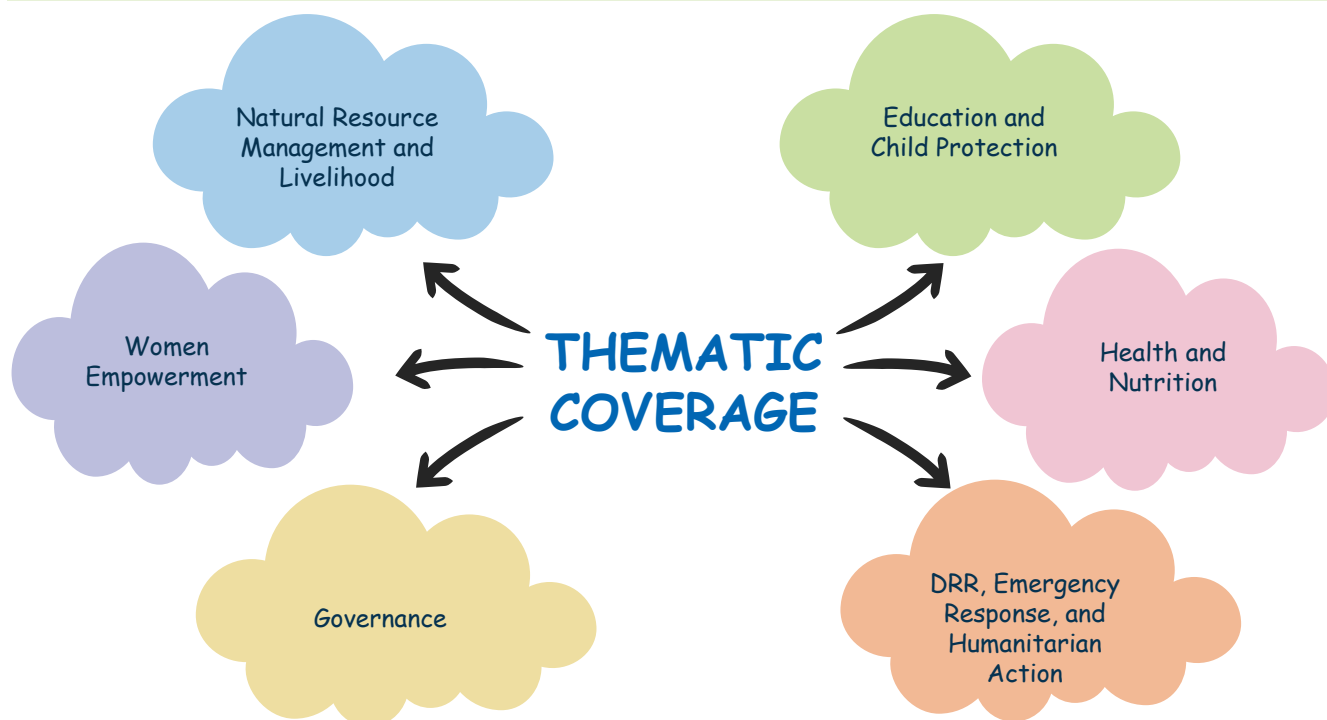 Natural Resource
Management and
Livelihood
Education and
Child Protection
Women
Empowerment
THEMATIC
COVERAGE
Health and
Nutrition
Governance
DRR, Emergency
Response, and
Humanitarian
Action